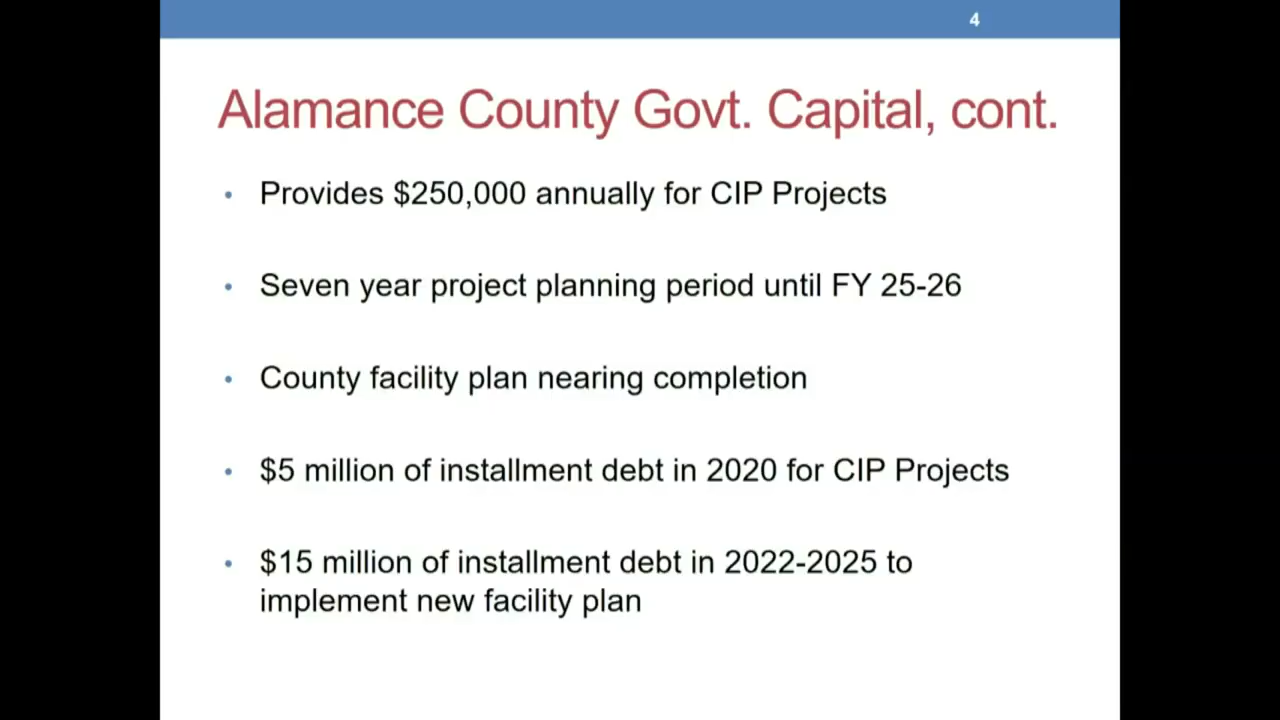 4
Alamance County Govt. Capital, cont.
• Provides $250,000 annually for CIP Projects
• Seven year project planning period until FY 25-26
• County facility plan nearing completion
• $5 million of installment debt in 2020 for CIP Projects
• $15 million of installment debt in 2022-2025 to
implement new facility plan